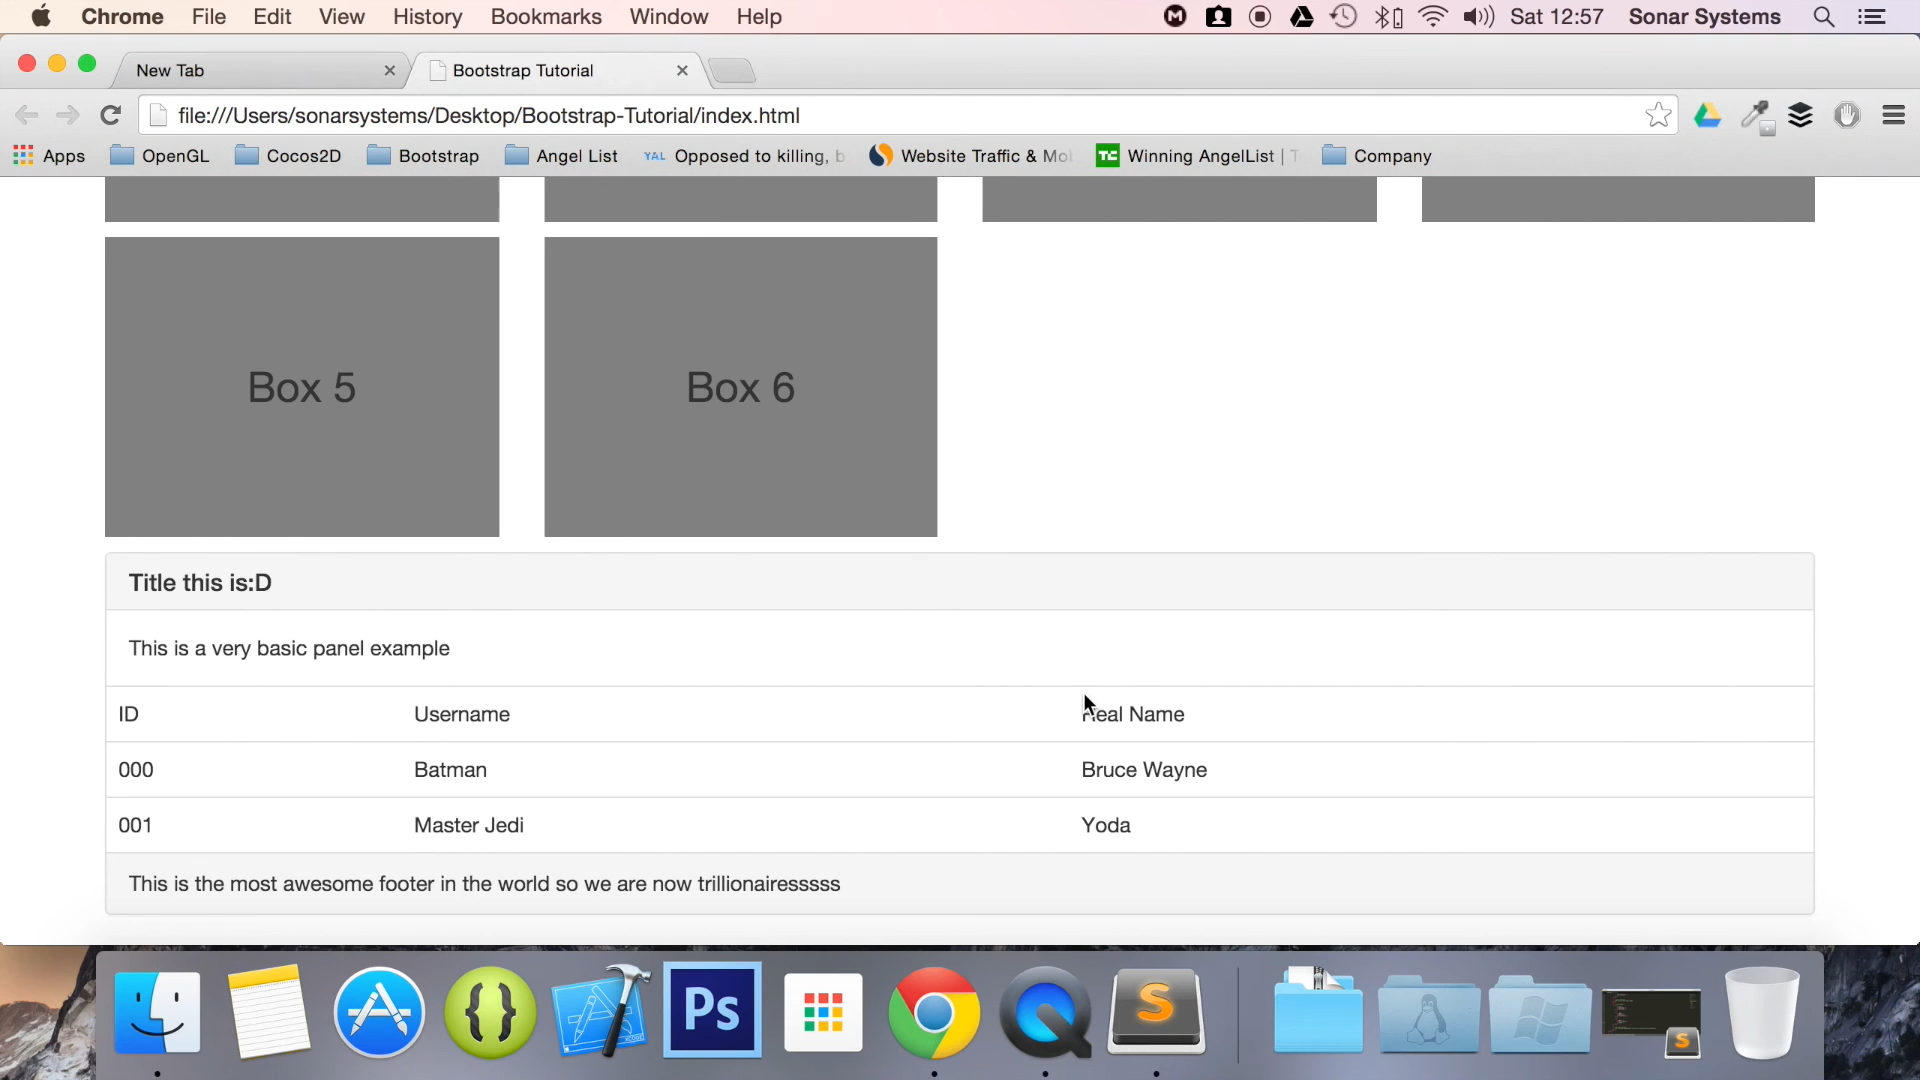 Chrome File Edit View History Bookmarks Window Help Sat 12:57 Sonar Systems
New Tab Bootstrap Tutorial
file:///Users/sonarsystems/Desktop/Bootstrap-Tutorial/index.html
Apps OpenGL Cocos2D Bootstrap Angel List YAL Opposed to killing, b Website Traffic & Mo TC Winning AngelList | T Company
Box 5 Box 6
Title this is:D
This is a very basic panel example
ID Username Real Name
000 Batman Bruce Wayne
001 Master Jedi Yoda
This is the most awesome footer in the world so we are now trillionairesssss
Ps S